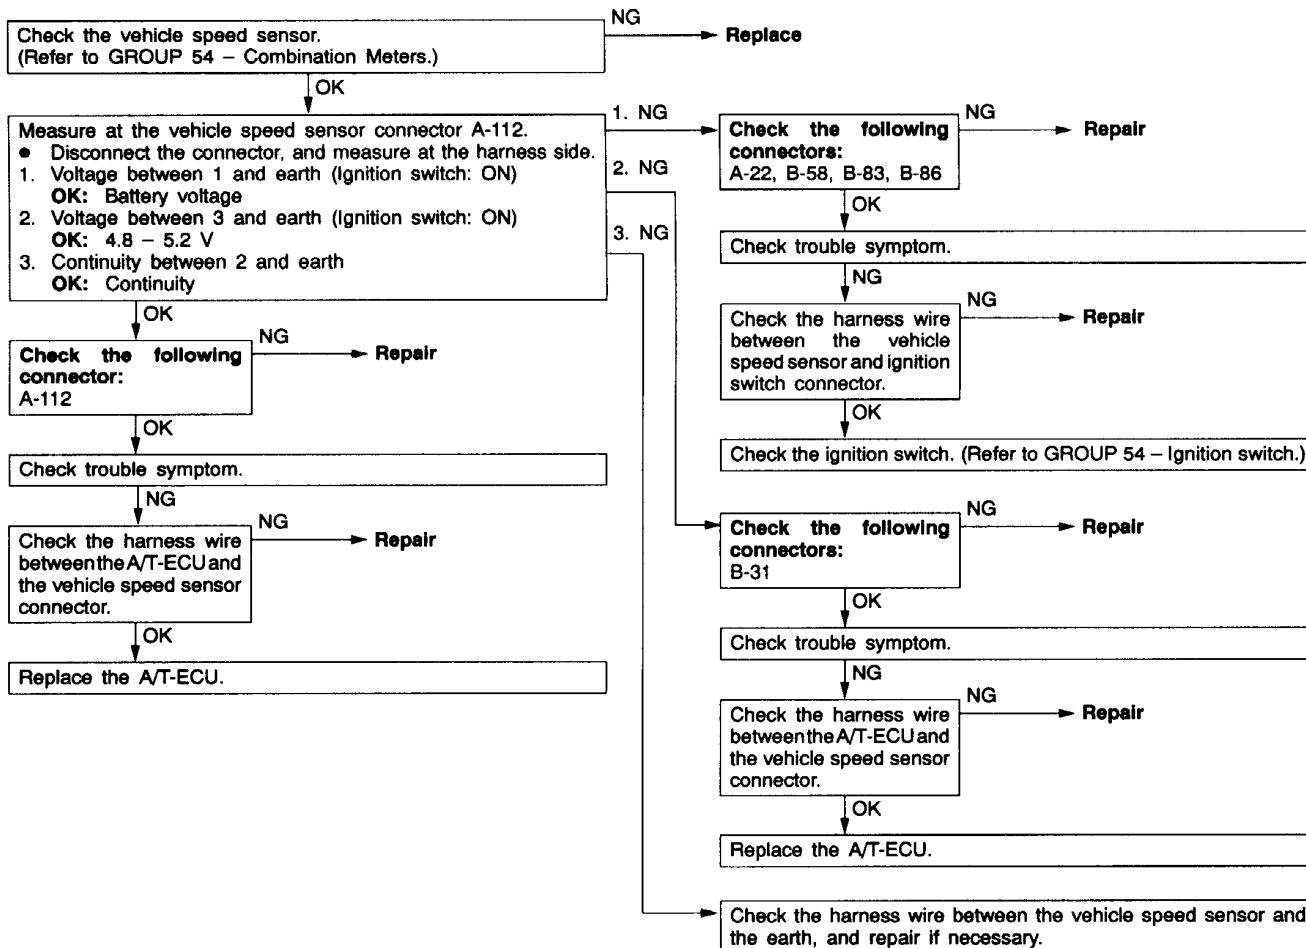 Check the vehicle speed sensor.
(Refer to GROUP 54 – Combination Meters.)
NG
Replace
OK
Measure at the vehicle speed sensor connector A-112.
● Disconnect the connector, and measure at the harness side.
1. Voltage between 1 and earth (Ignition switch: ON)
OK: Battery voltage
2. Voltage between 3 and earth (Ignition switch: ON)
OK: 4.8 – 5.2 V
3. Continuity between 2 and earth
OK: Continuity
OK
Check the following
connector:
A-112
NG
Repair
OK
Check trouble symptom.
NG
Check the harness wire
between the A/T-ECU and
the vehicle speed sensor
connector.
NG
Repair
OK
Replace the A/T-ECU.
1. NG
Check the following
connectors:
A-22, B-58, B-83, B-86
NG
Repair
OK
Check trouble symptom.
NG
Check the harness wire
between the vehicle
speed sensor and ignition
switch connector.
NG
Repair
OK
Check the ignition switch. (Refer to GROUP 54 – Ignition switch.)
2. NG
Check the following
connectors:
B-31
NG
Repair
OK
Check trouble symptom.
NG
Check the harness wire
between the A/T-ECU and
the vehicle speed sensor
connector.
NG
Repair
OK
Replace the A/T-ECU.
3. NG
Check the harness wire between the vehicle speed sensor and
the earth, and repair if necessary.